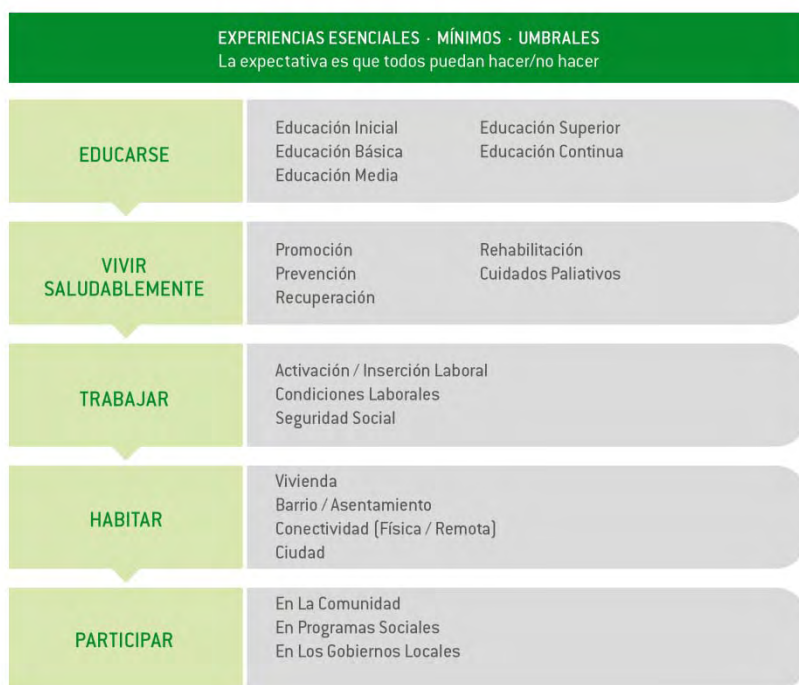 EXPERIENCIAS ESENCIALES · MÍNIMOS · UMBRALES
La expectativa es que todos puedan hacer/no hacer
EDUCARSE
Educación Inicial
Educación Básica
Educación Media
Educación Superior
Educación Continua
VIVIR
SALUDABLEMENTE
Promoción
Prevención
Recuperación
Rehabilitación
Cuidados Paliativos
TRABAJAR
Activación / Inserción Laboral
Condiciones Laborales
Seguridad Social
HABITAR
Vivienda
Barrio / Asentamiento
Conectividad (Física / Remota)
Ciudad
PARTICIPAR
En La Comunidad
En Programas Sociales
En Los Gobiernos Locales